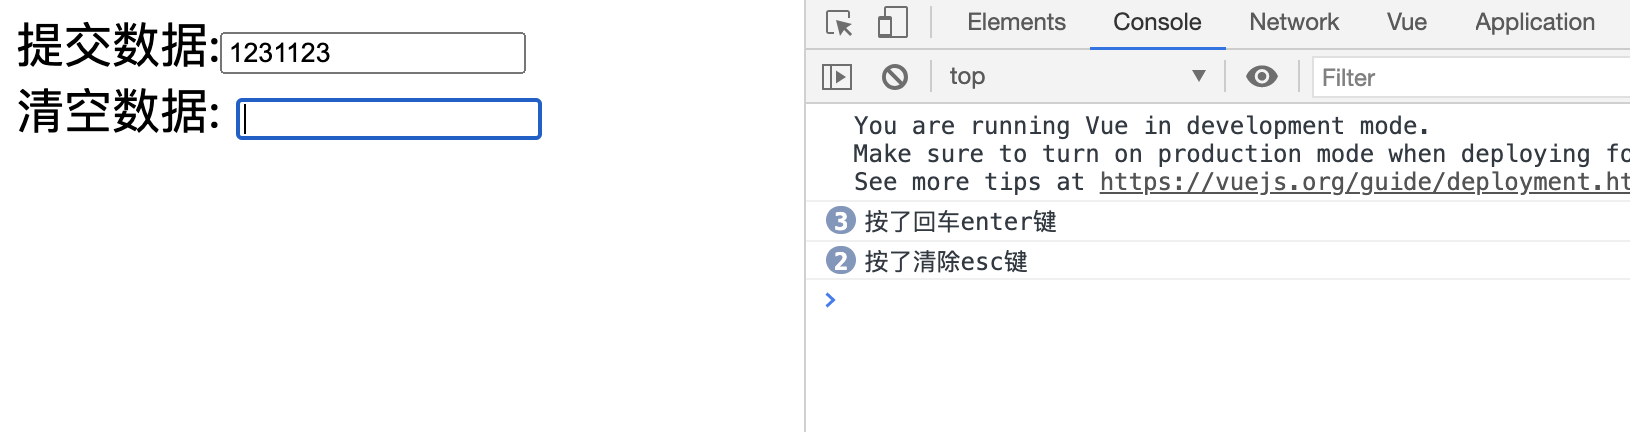 提交数据:1231123
清空数据:
Elements Console Network Vue Application
top Filter
You are running Vue in development mode.
Make sure to turn on production mode when deploying fo
See more tips at https://vuejs.org/guide/deployment.ht
3 按了回车enter键
2 按了清除esc键